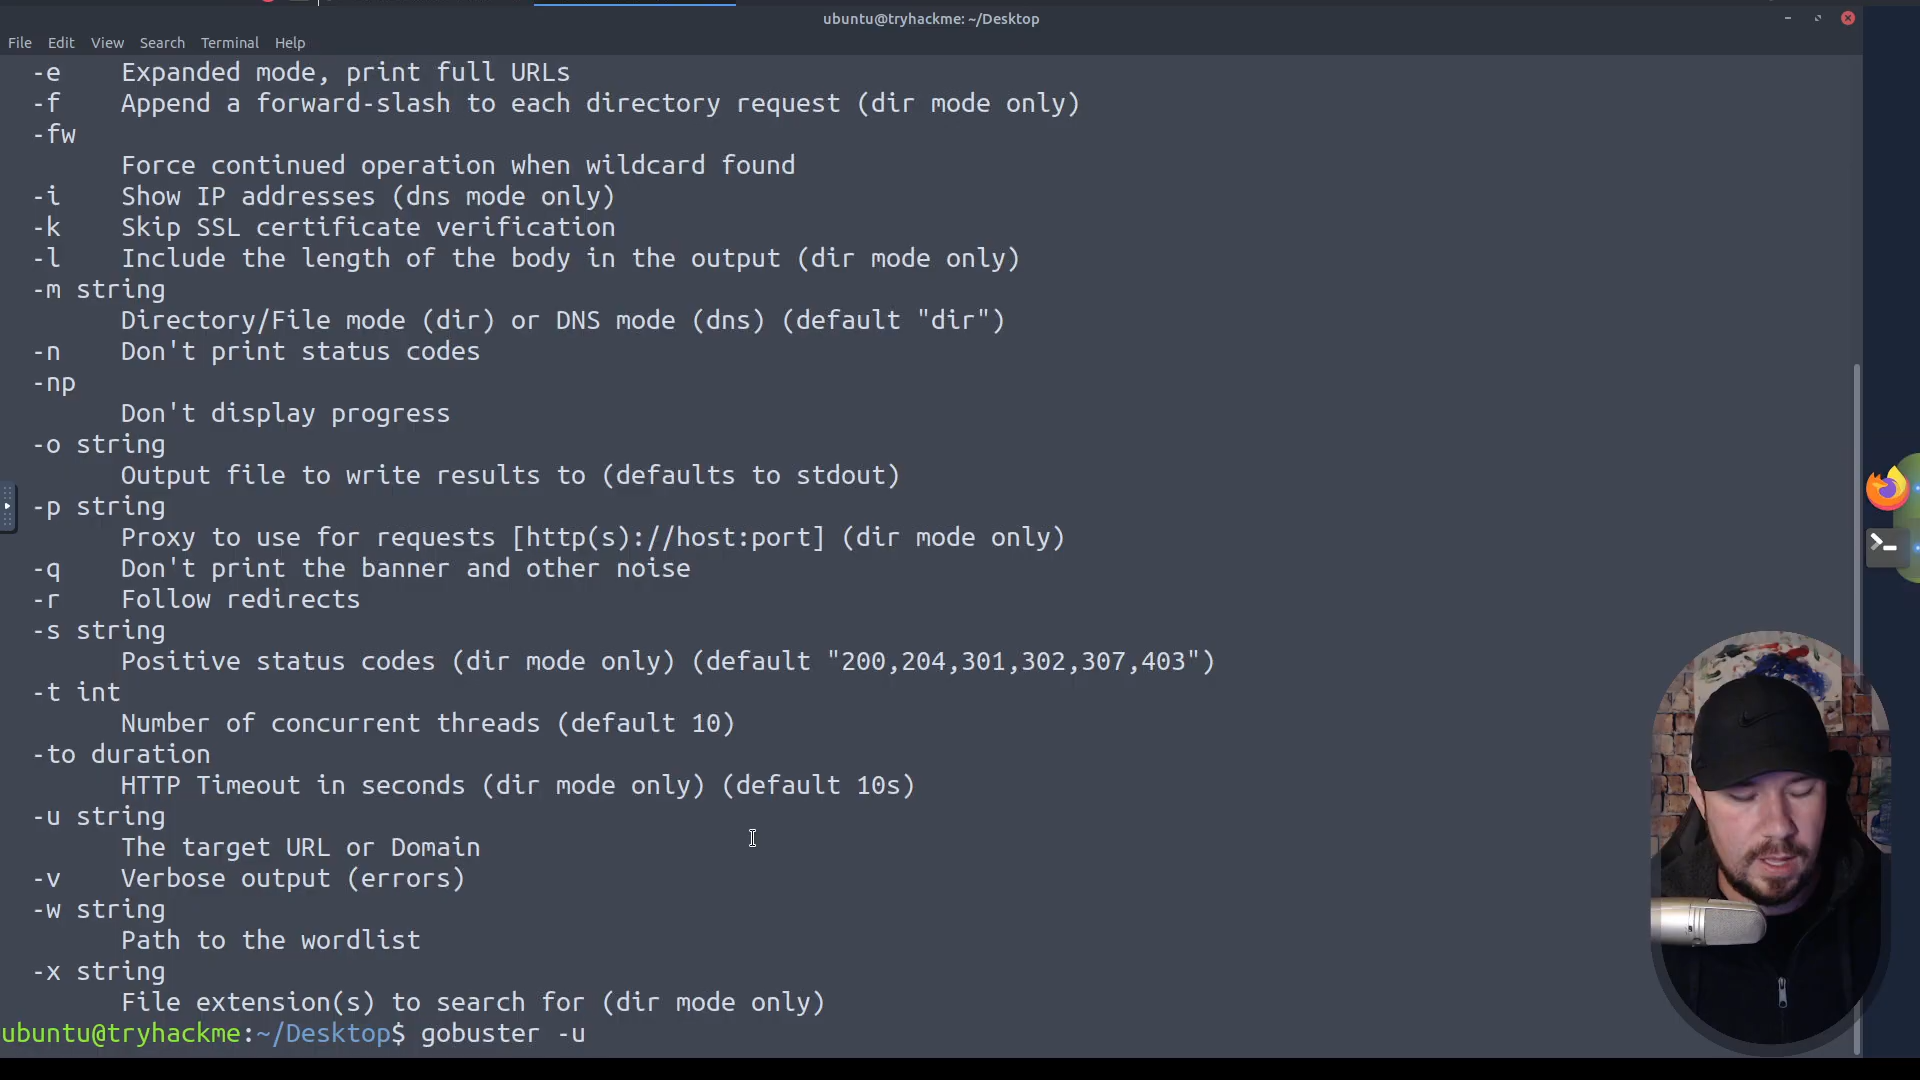 ubuntu@tryhackme: ~/Desktop
File Edit View Search Terminal Help
-e Expanded mode, print full URLs
-f Append a forward-slash to each directory request (dir mode only)
-fw
Force continued operation when wildcard found
-i Show IP addresses (dns mode only)
-k Skip SSL certificate verification
-l Include the length of the body in the output (dir mode only)
-m string
Directory/File mode (dir) or DNS mode (dns) (default "dir")
-n Don't print status codes
-np
Don't display progress
-o string
Output file to write results to (defaults to stdout)
-p string
Proxy to use for requests [http(s)://host:port] (dir mode only)
-q Don't print the banner and other noise
-r Follow redirects
-s string
Positive status codes (dir mode only) (default "200,204,301,302,307,403")
-t int
Number of concurrent threads (default 10)
-to duration
HTTP Timeout in seconds (dir mode only) (default 10s)
-u string
The target URL or Domain
-v Verbose output (errors)
-w string
Path to the wordlist
-x string
File extension(s) to search for (dir mode only)
ubuntu@tryhackme:~/Desktop$ gobuster -u